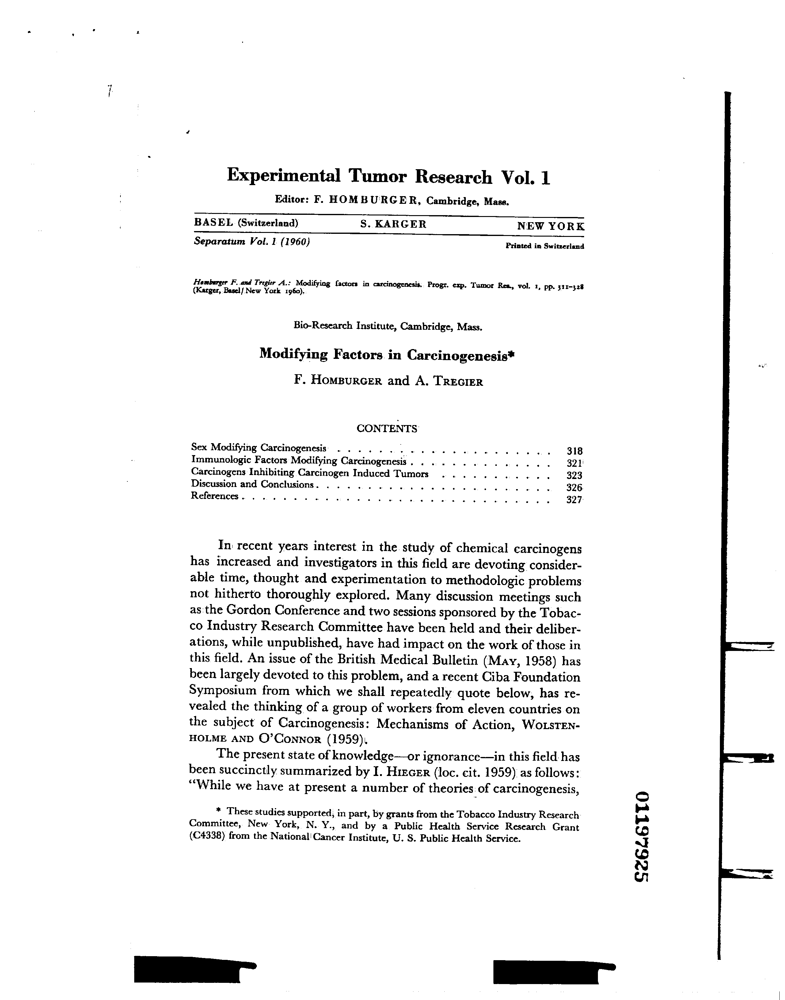 7
Experimental Tumor Research Vol. 1
Editor: F. HOMBURGER, Cambridge, Mass.
BASEL (Switzerland) S. KARGER NEW YORK
Separatum Vol. 1 (1960) Printed in Switzerland
Homburger F. and Tregier A.: Modifying factors in carcinogenesis. Progr. exp. Tumor Res., vol. 1, pp. 311-328
(Karger, Basel/New York 1960).
Bio-Research Institute, Cambridge, Mass.
Modifying Factors in Carcinogenesis*
F. HOMBURGER and A. TREGIER
CONTENTS
Sex Modifying Carcinogenesis . . . . . . . . . . . . . . . . . . . . . 318
Immunologic Factors Modifying Carcinogenesis . . . . . . . . . . . . . 321
Carcinogens Inhibiting Carcinogen Induced Tumors . . . . . . . . . . . 323
Discussion and Conclusions . . . . . . . . . . . . . . . . . . . . . . 326
References . . . . . . . . . . . . . . . . . . . . . . . . . . . . . 327
In recent years interest in the study of chemical carcinogens
has increased and investigators in this field are devoting consider-
able time, thought and experimentation to methodologic problems
not hitherto thoroughly explored. Many discussion meetings such
as the Gordon Conference and two sessions sponsored by the Tobac-
co Industry Research Committee have been held and their deliber-
ations, while unpublished, have had impact on the work of those in
this field. An issue of the British Medical Bulletin (MAY, 1958) has
been largely devoted to this problem, and a recent Ciba Foundation
Symposium from which we shall repeatedly quote below, has re-
vealed the thinking of a group of workers from eleven countries on
the subject of Carcinogenesis: Mechanisms of Action, WOLSTEN-
HOLME AND O'CONNOR (1959).
The present state of knowledge—or ignorance—in this field has
been succinctly summarized by I. HIEGER (loc. cit. 1959) as follows:
"While we have at present a number of theories of carcinogenesis,
* These studies supported, in part, by grants from the Tobacco Industry Research
Committee, New York, N. Y., and by a Public Health Service Research Grant
(C4338) from the National Cancer Institute, U. S. Public Health Service.
01197925